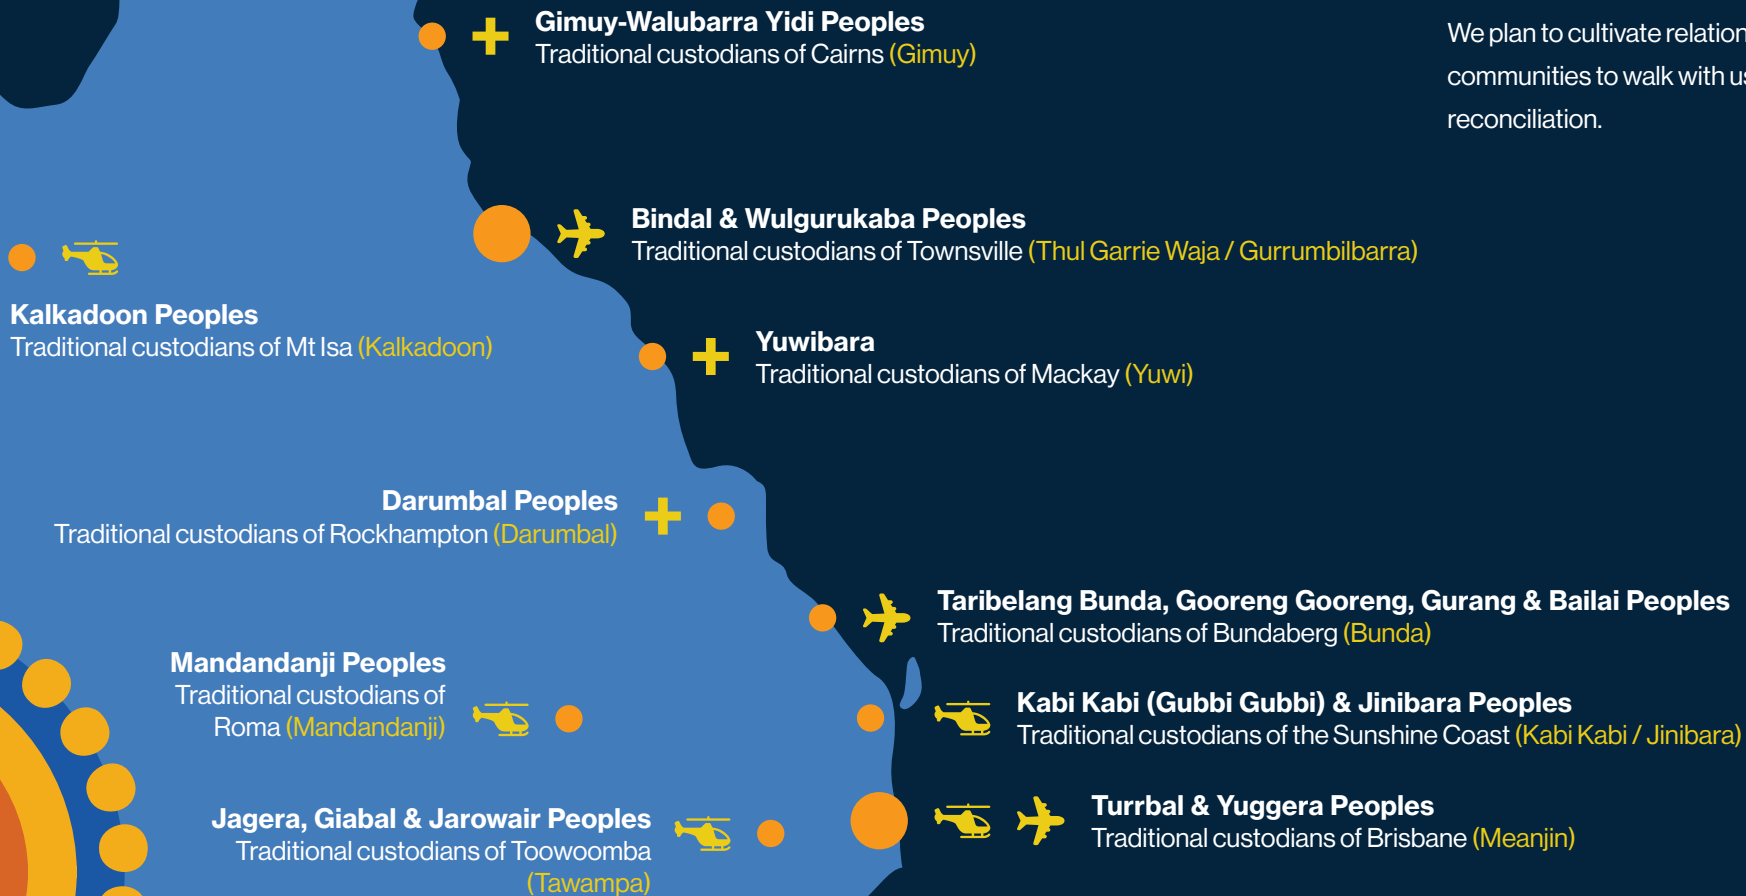 Gimuy-Walubarra Yidi Peoples
Traditional custodians of Cairns (Gimuy)
We plan to cultivate relation
communities to walk with us
reconciliation.
Bindal & Wulgurukaba Peoples
Traditional custodians of Townsville (Thul Garrie Waja / Gurrumbilbarra)
Kalkadoon Peoples
Traditional custodians of Mt Isa (Kalkadoon)
Yuwibara
Traditional custodians of Mackay (Yuwi)
Darumbal Peoples
Traditional custodians of Rockhampton (Darumbal)
Taribelang Bunda, Gooreng Gooreng, Gurang & Bailai Peoples
Traditional custodians of Bundaberg (Bunda)
Mandandanji Peoples
Traditional custodians of
Roma (Mandandanji)
Kabi Kabi (Gubbi Gubbi) & Jinibara Peoples
Traditional custodians of the Sunshine Coast (Kabi Kabi / Jinibara)
Jagera, Giabal & Jarowair Peoples
Traditional custodians of Toowoomba
(Tawampa)
Turrbal & Yuggera Peoples
Traditional custodians of Brisbane (Meanjin)